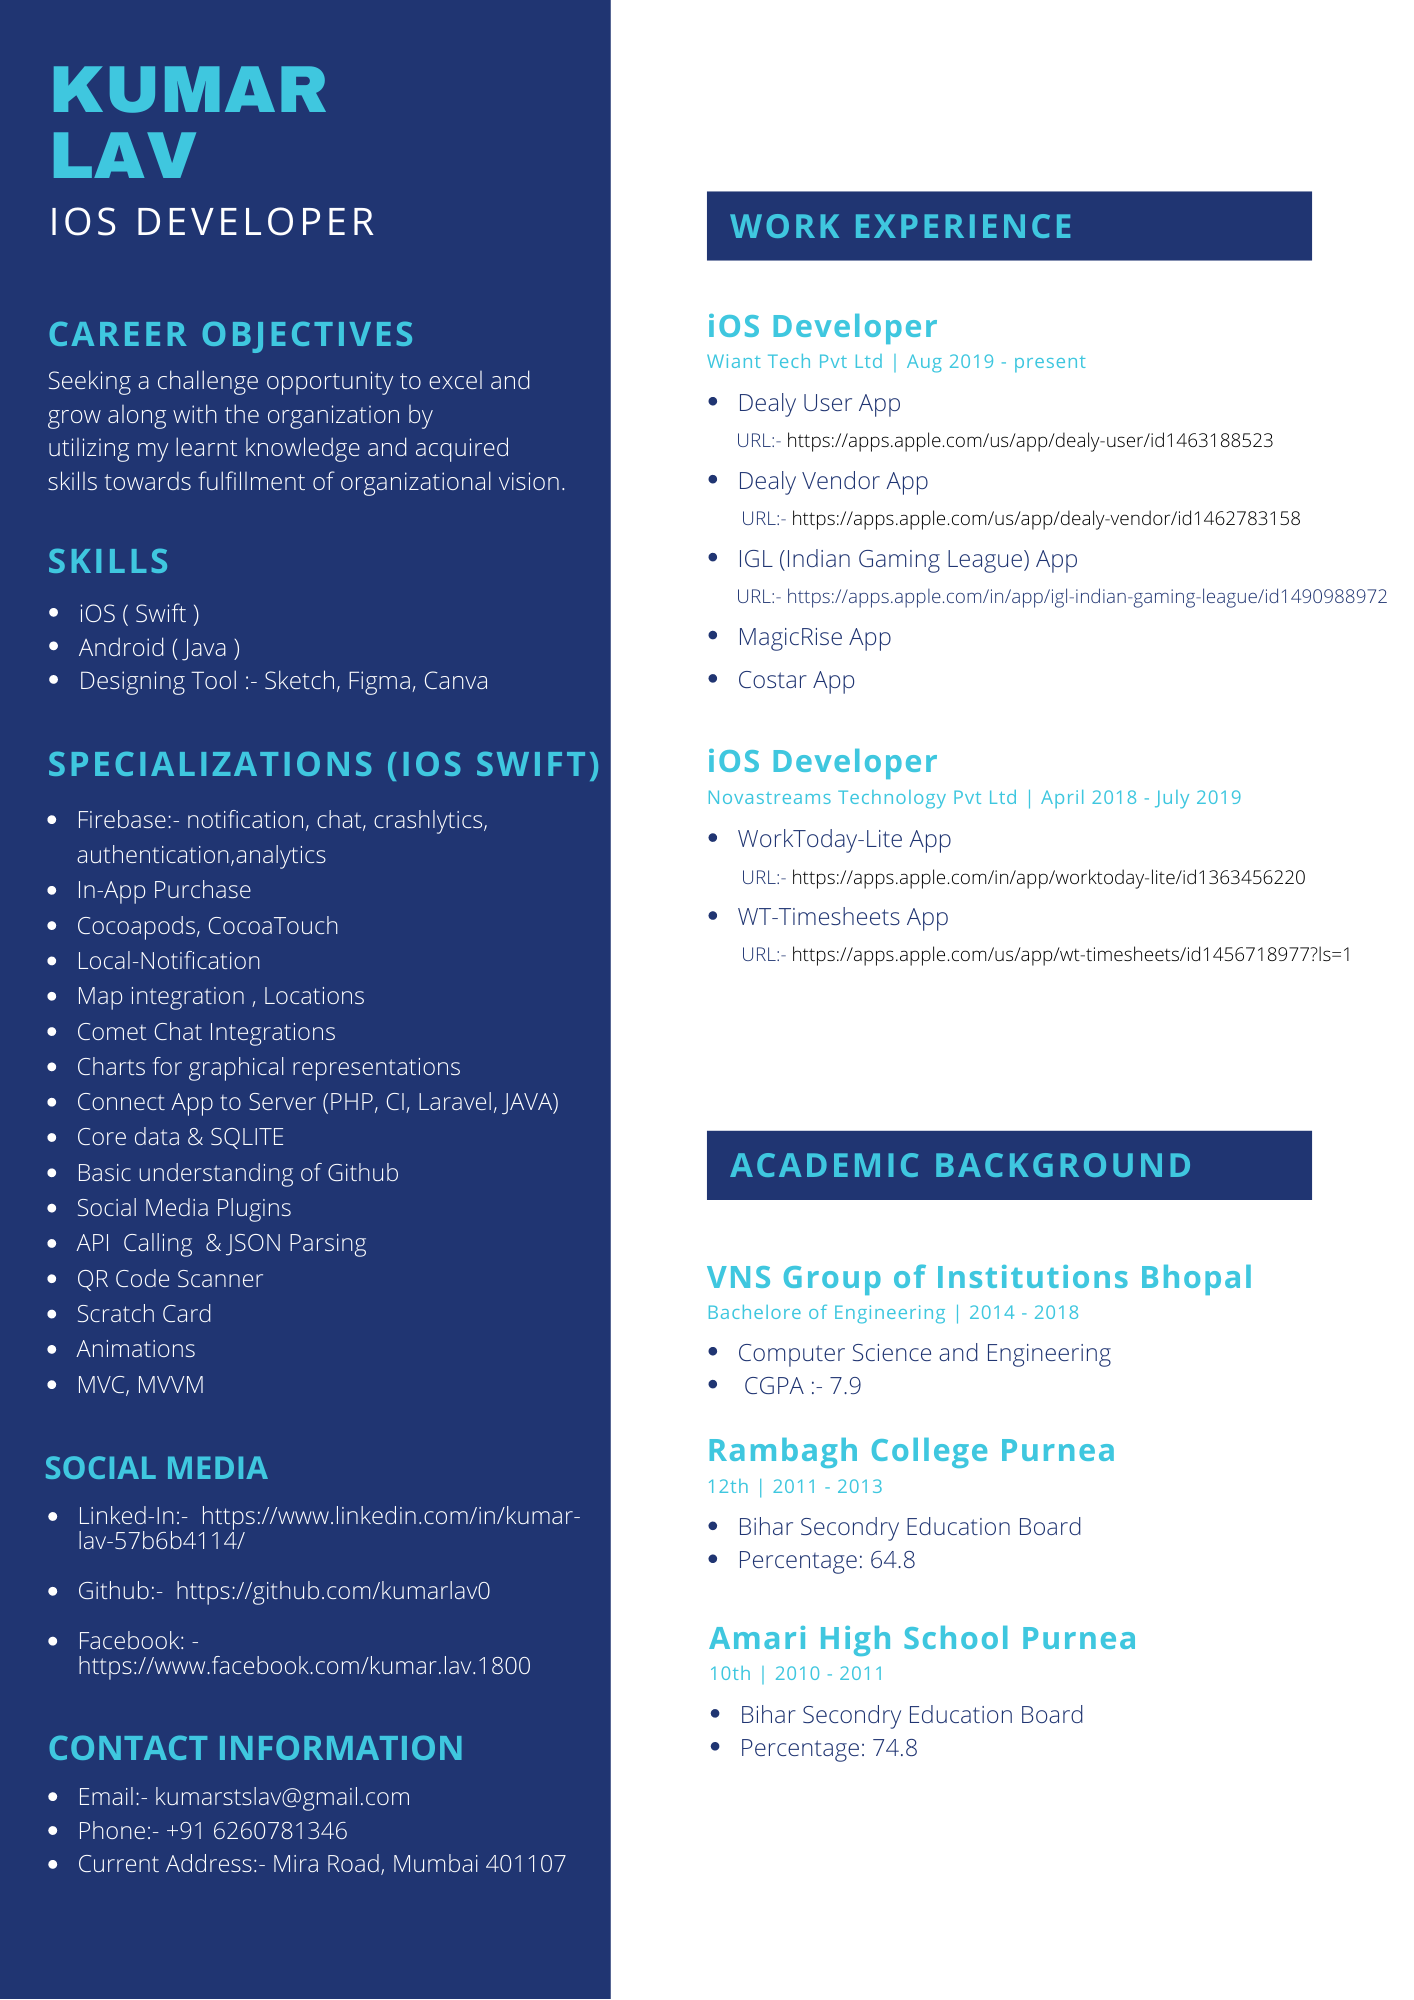 KUMAR
LAV
IOS DEVELOPER
CAREER OBJECTIVES
Seeking a challenge opportunity to excel and
grow along with the organization by
utilizing my learnt knowledge and acquired
skills towards fulfillment of organizational vision.
SKILLS
• iOS ( Swift )
• Android ( Java )
• Designing Tool :- Sketch, Figma, Canva
SPECIALIZATIONS (IOS SWIFT)
• Firebase:- notification, chat, crashlytics,
authentication,analytics
• In-App Purchase
• Cocoapods, CocoaTouch
• Local-Notification
• Map integration , Locations
• Comet Chat Integrations
• Charts for graphical representations
• Connect App to Server (PHP, CI, Laravel, JAVA)
• Core data & SQLITE
• Basic understanding of Github
• Social Media Plugins
• API  Calling  & JSON Parsing
• QR Code Scanner
• Scratch Card
• Animations
• MVC, MVVM
SOCIAL MEDIA
• Linked-In:-  https://www.linkedin.com/in/kumar-
lav-57b6b4114/
• Github:-  https://github.com/kumarlav0
• Facebook: -
https://www.facebook.com/kumar.lav.1800
CONTACT INFORMATION
• Email:- kumarstslav@gmail.com
• Phone:- +91 6260781346
• Current Address:- Mira Road, Mumbai 401107
WORK EXPERIENCE
iOS Developer
Wiant Tech Pvt Ltd | Aug 2019 - present
• Dealy User App
URL:- https://apps.apple.com/us/app/dealy-user/id1463188523
• Dealy Vendor App
URL:- https://apps.apple.com/us/app/dealy-vendor/id1462783158
• IGL (Indian Gaming League) App
URL:- https://apps.apple.com/in/app/igl-indian-gaming-league/id1490988972
• MagicRise App
• Costar App
iOS Developer
Novastreams Technology Pvt Ltd | April 2018 - July 2019
• WorkToday-Lite App
URL:- https://apps.apple.com/in/app/worktoday-lite/id1363456220
• WT-Timesheets App
URL:- https://apps.apple.com/us/app/wt-timesheets/id1456718977?ls=1
ACADEMIC BACKGROUND
VNS Group of Institutions Bhopal
Bachelore of Engineering | 2014 - 2018
• Computer Science and Engineering
• CGPA :- 7.9
Rambagh College Purnea
12th | 2011 - 2013
• Bihar Secondry Education Board
• Percentage: 64.8
Amari High School Purnea
10th | 2010 - 2011
• Bihar Secondry Education Board
• Percentage: 74.8